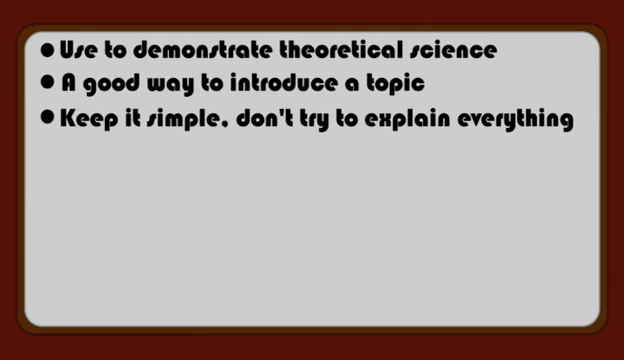 • Use to demonstrate theoretical science
• A good way to introduce a topic
• Keep it simple, don't try to explain everything